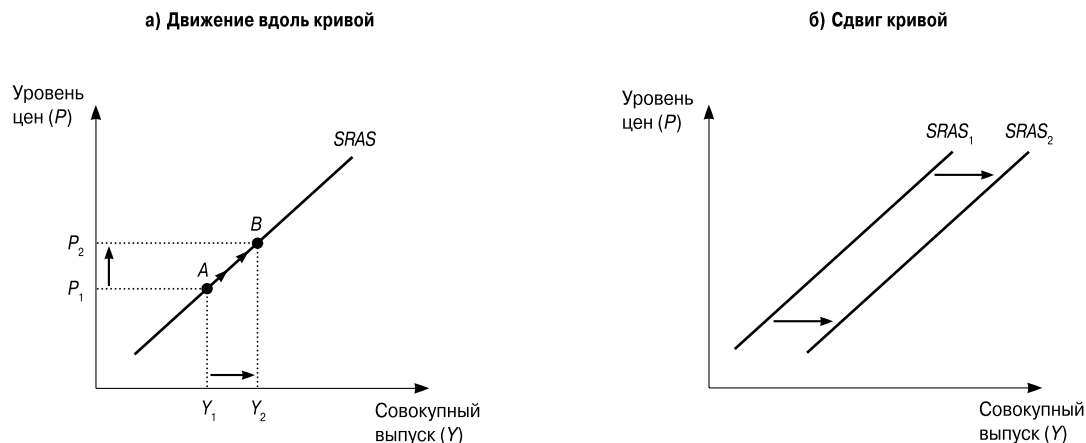 а) Движение вдоль кривой
Уровень
цен (P)
SRAS
B
A
P₂
P₁
Y₁
Y₂
Совокупный
выпуск (Y)
б) Сдвиг кривой
Уровень
цен (P)
SRAS₁
SRAS₂
Совокупный
выпуск (Y)